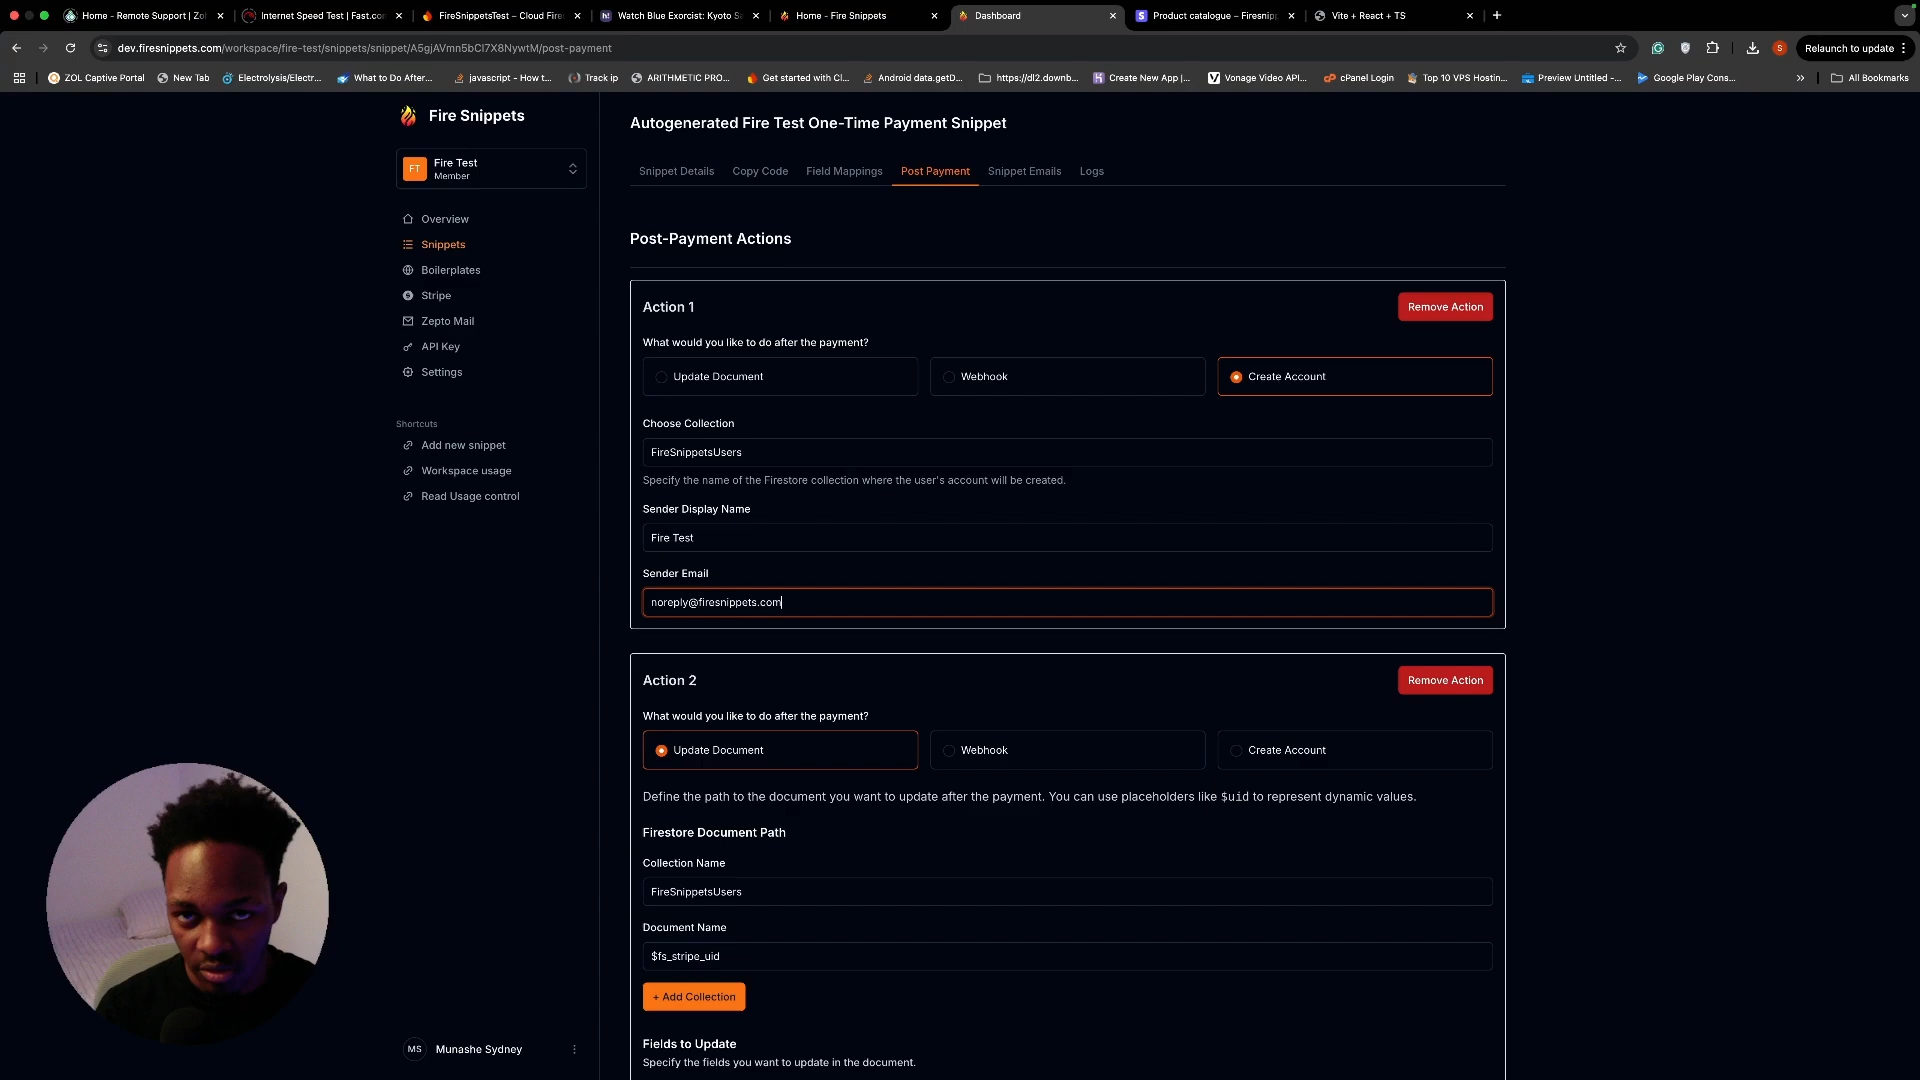 Home - Remote Support | Zoh
Internet Speed Test | Fast.com
FireSnippetsTest – Cloud Fire
Watch Blue Exorcist: Kyoto Sa
Home - Fire Snippets
Dashboard
Product catalogue – Firesnipp
Vite + React + TS
dev.firesnippets.com/workspace/fire-test/snippets/snippet/A5gjAVmn5bCl7X8NywtM/post-payment
S
Relaunch to update
ZOL Captive Portal
New Tab
Electrolysis/Electr...
What to Do After...
javascript - How t...
Track ip
ARITHMETIC PRO...
Get started with Cl...
Android data.getD...
https://dl2.downb...
Create New App |...
Vonage Video API...
cPanel Login
Top 10 VPS Hostin...
Preview Untitled -...
Google Play Cons...
All Bookmarks
Fire Snippets
FT
Fire Test
Member
Overview
Snippets
Boilerplates
Stripe
Zepto Mail
API Key
Settings
Shortcuts
Add new snippet
Workspace usage
Read Usage control
MS
Munashe Sydney
Autogenerated Fire Test One-Time Payment Snippet
Snippet Details
Copy Code
Field Mappings
Post Payment
Snippet Emails
Logs
Post-Payment Actions
Action 1
Remove Action
What would you like to do after the payment?
Update Document
Webhook
Create Account
Choose Collection
FireSnippetsUsers
Specify the name of the Firestore collection where the user's account will be created.
Sender Display Name
Fire Test
Sender Email
noreply@firesnippets.com
Action 2
Remove Action
What would you like to do after the payment?
Update Document
Webhook
Create Account
Define the path to the document you want to update after the payment. You can use placeholders like $uid to represent dynamic values.
Firestore Document Path
Collection Name
FireSnippetsUsers
Document Name
$fs_stripe_uid
+ Add Collection
Fields to Update
Specify the fields you want to update in the document.